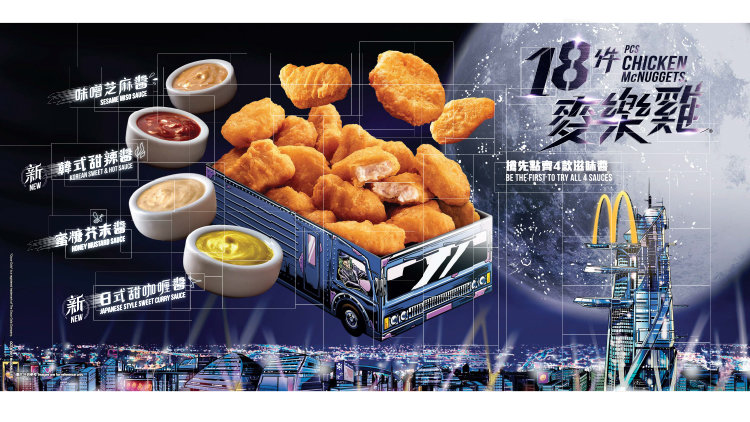 味噌芝麻醬
SESAME MISO SAUCE
新
NEW
韓式甜辣醬
KOREAN SWEET & HOT SAUCE
蜜糖芥末醬
HONEY MUSTARD SAUCE
新
NEW
日式甜咖喱醬
JAPANESE STYLE SWEET CURRY SAUCE
18件
PCS
CHICKEN
McNUGGETS
麥樂雞
搶先點齊4款滋味醬
BE THE FIRST TO TRY ALL 4 SAUCES